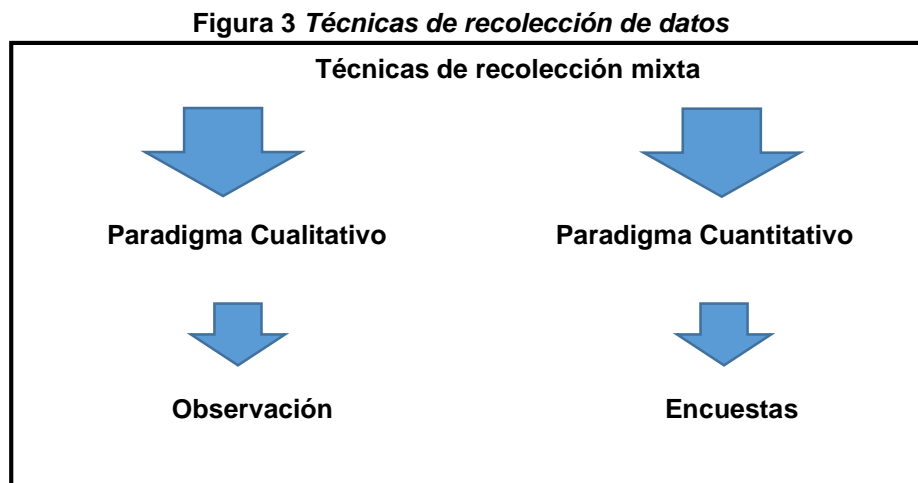 Figura 3 Técnicas de recolección de datos
Técnicas de recolección mixta
Paradigma Cualitativo Paradigma Cuantitativo
Observación Encuestas